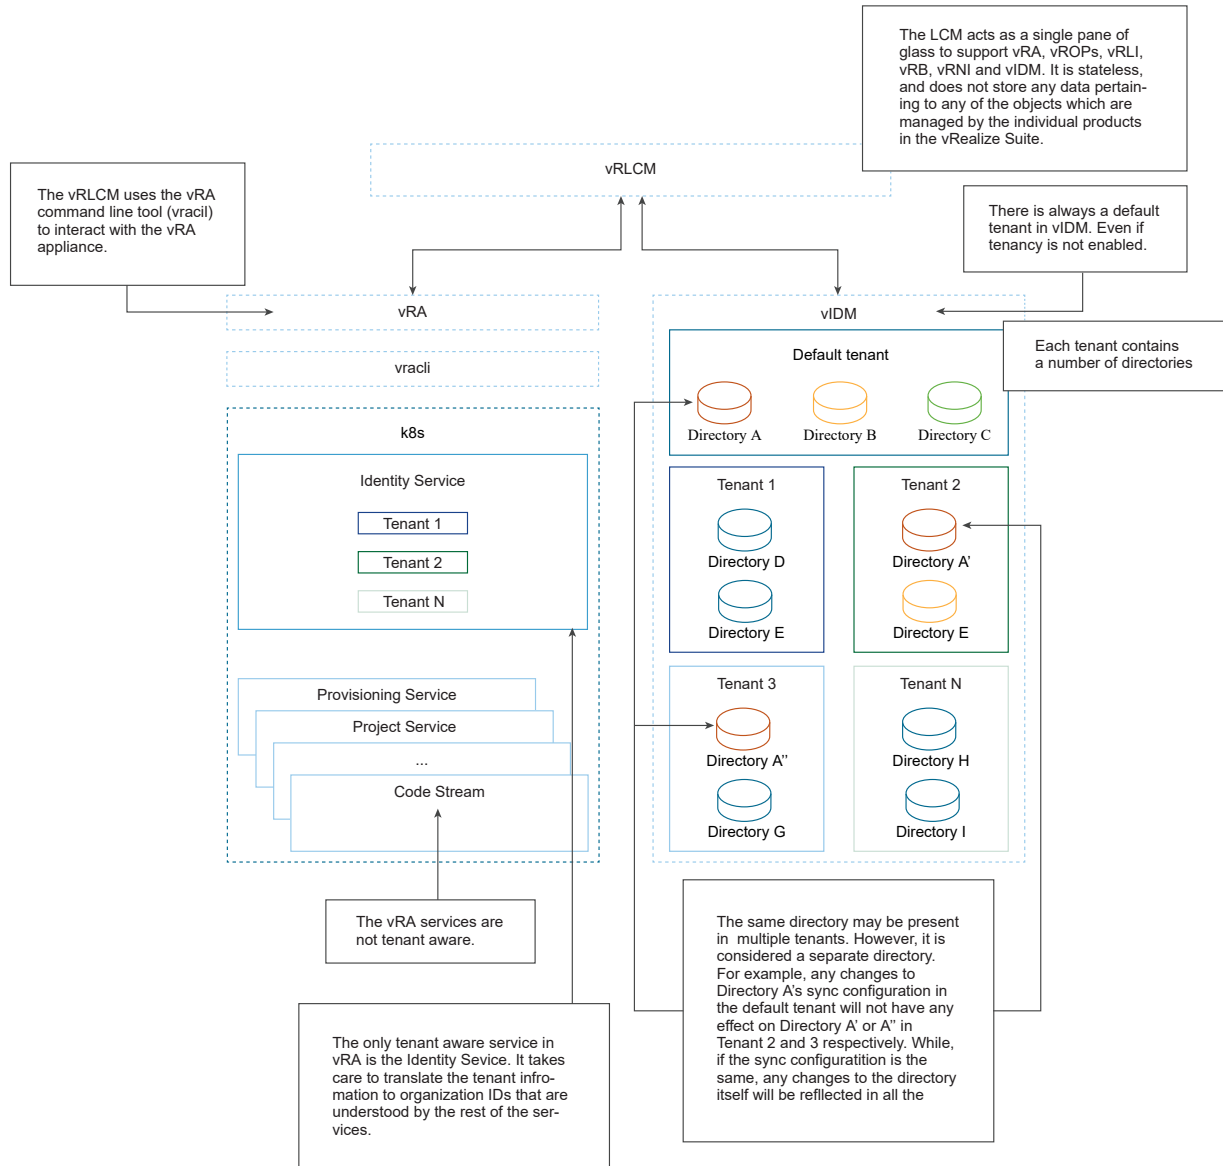 The LCM acts as a single pane of
glass to support vRA, vROPs, vRLI,
vRB, vRNI and vIDM. It is stateless,
and does not store any data pertain-
ing to any of the objects which are
managed by the individual products
in the vRealize Suite.
vRLCM
The vRLCM uses the vRA
command line tool (vracil)
to interact with the vRA
appliance.
There is always a default
tenant in vIDM. Even if
tenancy is not enabled.
vRA
vIDM
Each tenant contains
a number of directories
vracli
Default tenant
Directory A
Directory B
Directory C
k8s
Identity Service
Tenant 1
Tenant 2
Tenant N
Tenant 1
Directory D
Directory E
Tenant 2
Directory A'
Directory E
Provisioning Service
Project Service
...
Code Stream
Tenant 3
Directory A''
Directory G
Tenant N
Directory H
Directory I
The vRA services are
not tenant aware.
The same directory may be present
in  multiple tenants. However, it is
considered a separate directory.
For example, any changes to
Directory A's sync configuration in
the default tenant will not have any
effect on Directory A' or A'' in
Tenant 2 and 3 respectively. While,
if the sync configuratition is the
same, any changes to the directory
itself will be refllected in all the
The only tenant aware service in
vRA is the Identity Sevice. It takes
care to translate the tenant infro-
mation to organization IDs that are
understood by the rest of the ser-
vices.